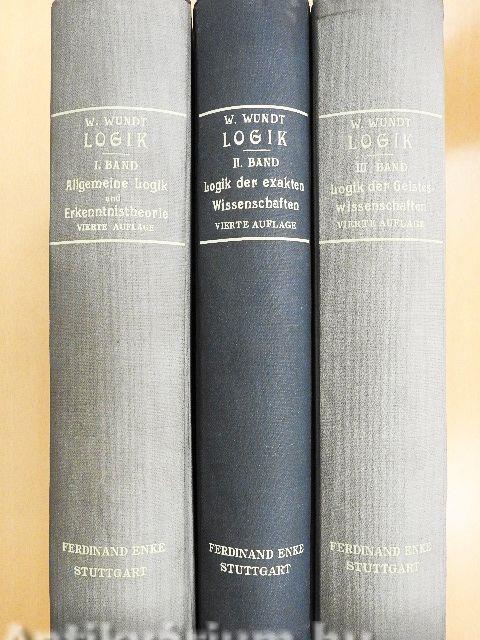 W. WUNDT
LOGIK
I. BAND
Allgemeine Logik
und
Erkenntnistheorie
VIERTE AUFLAGE
FERDINAND ENKE
STUTTGART
W. WUNDT
LOGIK
II. BAND
Logik der exakten
Wissenschaften
VIERTE AUFLAGE
FERDINAND ENKE
STUTTGART
W. WUNDT
LOGIK
III. BAND
Logik der Geistes-
wissenschaften
VIERTE AUFLAGE
FERDINAND ENKE
STUTTGART
Antikvárium.hu